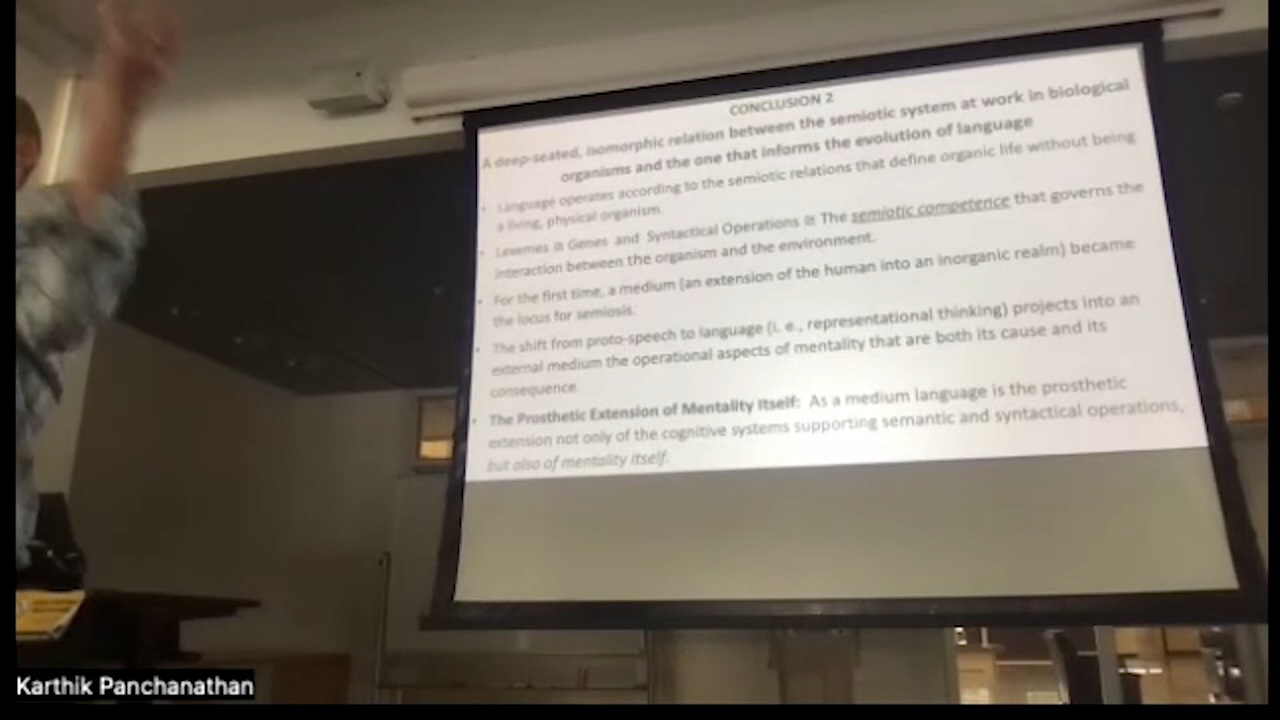 CONCLUSION 2
A deep-seated, isomorphic relation between the semiotic system at work in biological
organisms and the one that informs the evolution of language
• Language operates according to the semiotic relations that define organic life without being
a living, physical organism.
• Lexemes ≅ Genes and Syntactical Operations ≅ The semiotic competence that governs the
interaction between the organism and the environment.
• For the first time, a medium (an extension of the human into an inorganic realm) became
the locus for semiosis.
• The shift from proto-speech to language (i. e., representational thinking) projects into an
external medium the operational aspects of mentality that are both its cause and its
consequence.
• The Prosthetic Extension of Mentality Itself: As a medium language is the prosthetic
extension not only of the cognitive systems supporting semantic and syntactical operations,
but also of mentality itself.
Karthik Panchanathan